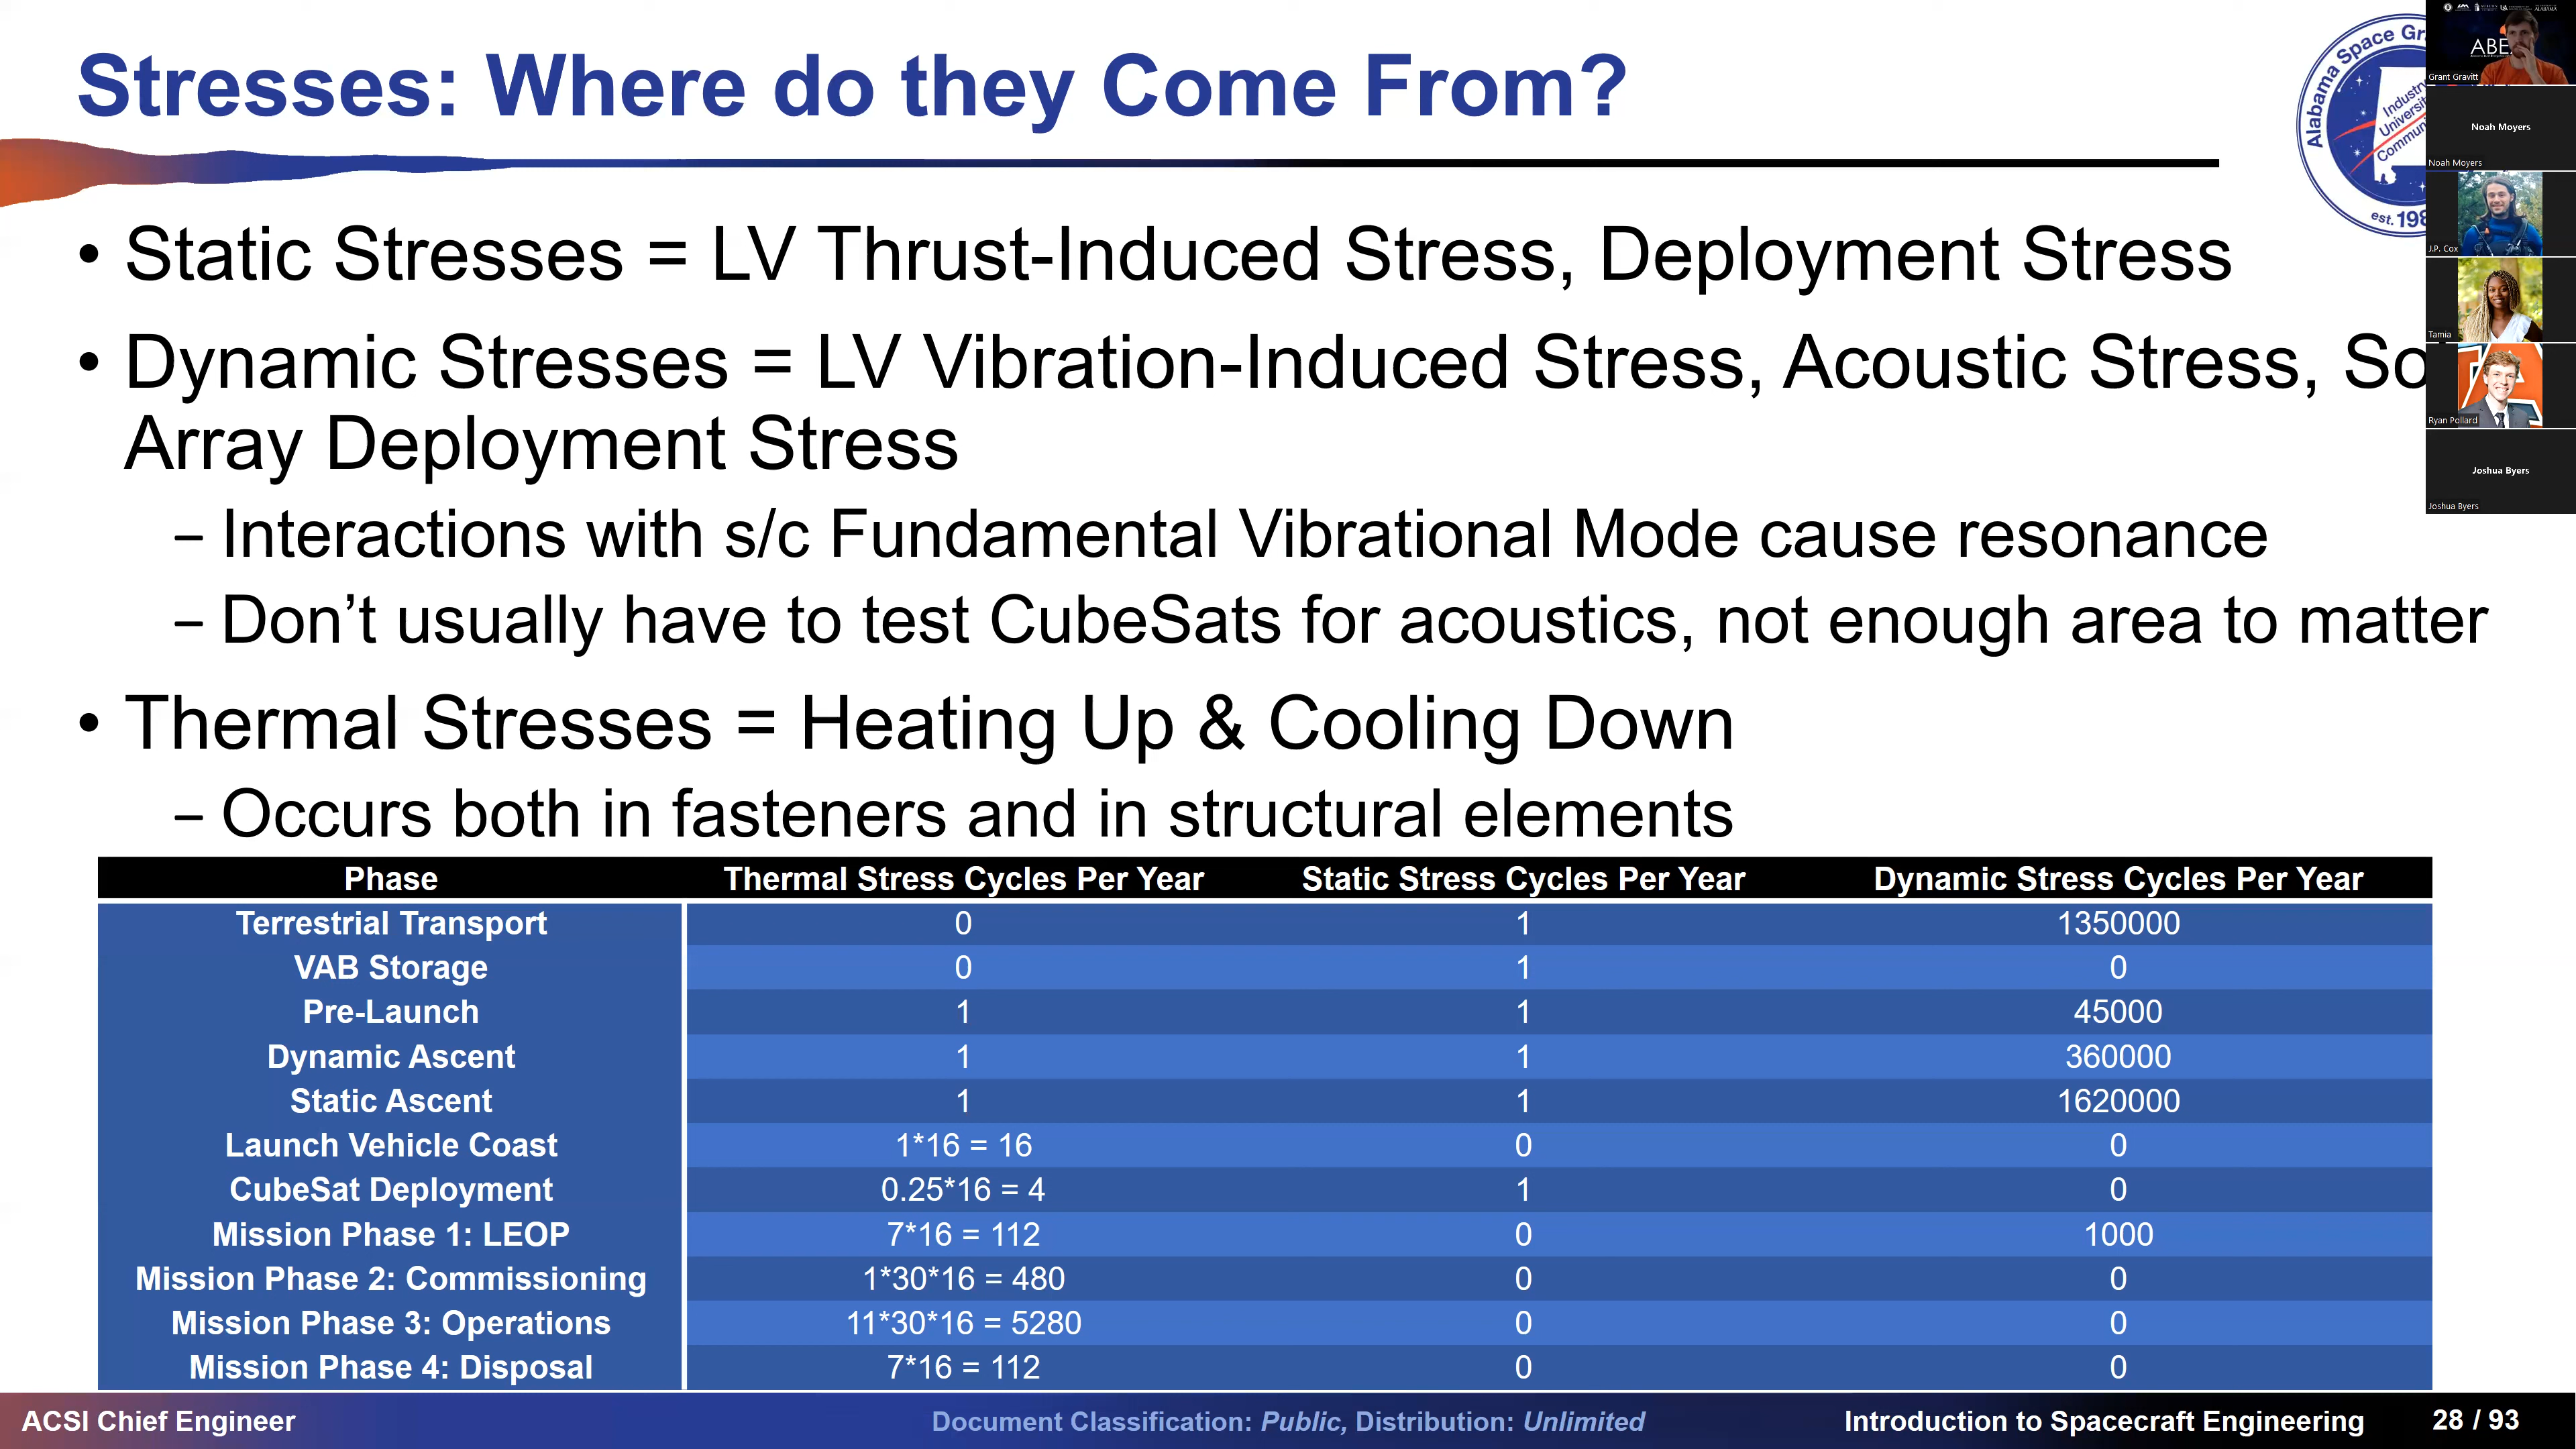 Stresses: Where do they Come From?
Alabama Space Gr
Industry
University
Commun
est. 198
• Static Stresses = LV Thrust-Induced Stress, Deployment Stress
• Dynamic Stresses = LV Vibration-Induced Stress, Acoustic Stress, So
Array Deployment Stress
– Interactions with s/c Fundamental Vibrational Mode cause resonance
– Don’t usually have to test CubeSats for acoustics, not enough area to matter
• Thermal Stresses = Heating Up & Cooling Down
– Occurs both in fasteners and in structural elements
Phase Thermal Stress Cycles Per Year Static Stress Cycles Per Year Dynamic Stress Cycles Per Year
Terrestrial Transport 0 1 1350000
VAB Storage 0 1 0
Pre-Launch 1 1 45000
Dynamic Ascent 1 1 360000
Static Ascent 1 1 1620000
Launch Vehicle Coast 1*16 = 16 0 0
CubeSat Deployment 0.25*16 = 4 1 0
Mission Phase 1: LEOP 7*16 = 112 0 1000
Mission Phase 2: Commissioning 1*30*16 = 480 0 0
Mission Phase 3: Operations 11*30*16 = 5280 0 0
Mission Phase 4: Disposal 7*16 = 112 0 0
ACSI Chief Engineer
Document Classification: Public, Distribution: Unlimited
Introduction to Spacecraft Engineering
28 / 93
ABE
Grant Gravitt
Noah Moyers
Noah Moyers
J.P. Cox
Tamia
Ryan Pollard
Joshua Byers
Joshua Byers